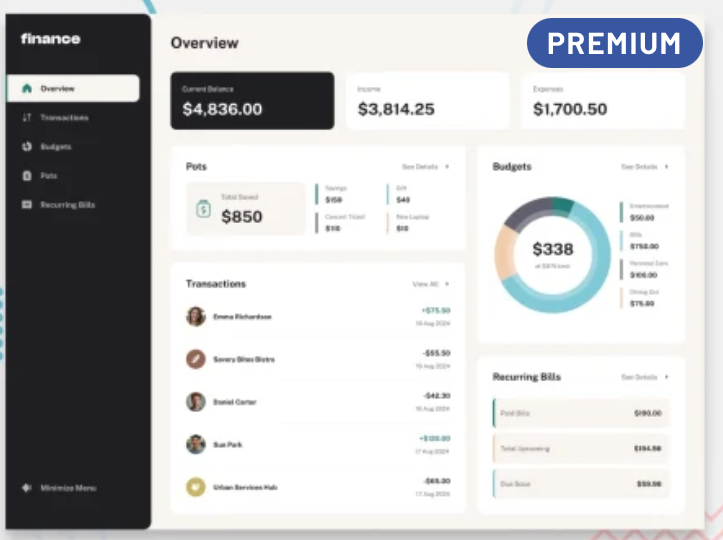 finance
Overview
Transactions
Budgets
Pots
Recurring Bills
Minimize Menu
Overview
PREMIUM
Current Balance
$4,836.00
Income
$3,814.25
Expenses
$1,700.50
Pots
See Details
Total Saved
$850
Savings
$159
Gift
$40
Concert Ticket
$110
New Laptop
$10
Transactions
View All
Emma Richardson
+$75.50
19 Aug 2024
Savory Bites Bistro
-$55.50
19 Aug 2024
Daniel Carter
-$42.30
18 Aug 2024
Sun Park
+$120.00
17 Aug 2024
Urban Services Hub
-$65.00
17 Aug 2024
Budgets
See Details
$338
of $975 limit
Entertainment
$50.00
Bills
$750.00
Personal Care
$100.00
Dining Out
$75.00
Recurring Bills
See Details
Paid Bills
$190.00
Total Upcoming
$194.98
Due Soon
$59.98